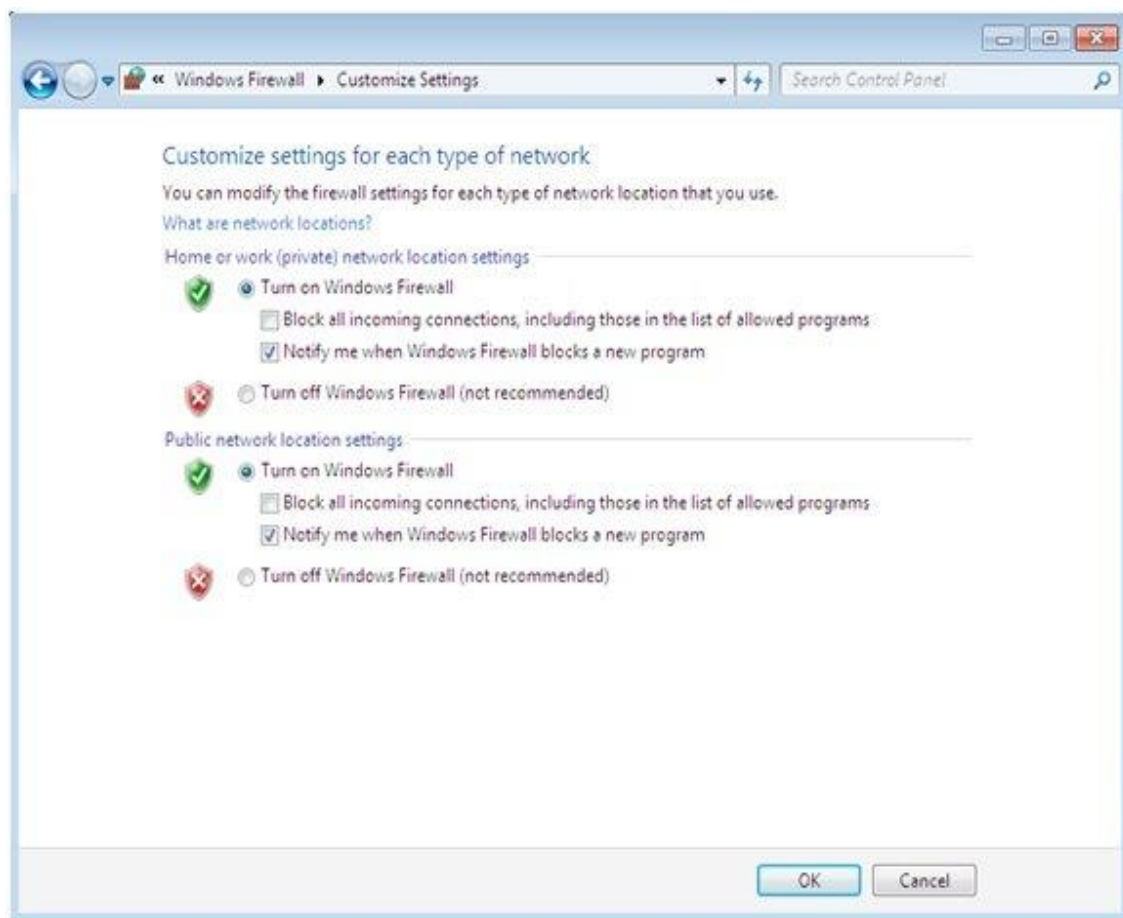 « Windows Firewall ▸ Customize Settings
Search Control Panel
Customize settings for each type of network
You can modify the firewall settings for each type of network location that you use.
What are network locations?
Home or work (private) network location settings
Turn on Windows Firewall
Block all incoming connections, including those in the list of allowed programs
Notify me when Windows Firewall blocks a new program
Turn off Windows Firewall (not recommended)
Public network location settings
Turn on Windows Firewall
Block all incoming connections, including those in the list of allowed programs
Notify me when Windows Firewall blocks a new program
Turn off Windows Firewall (not recommended)
OK
Cancel